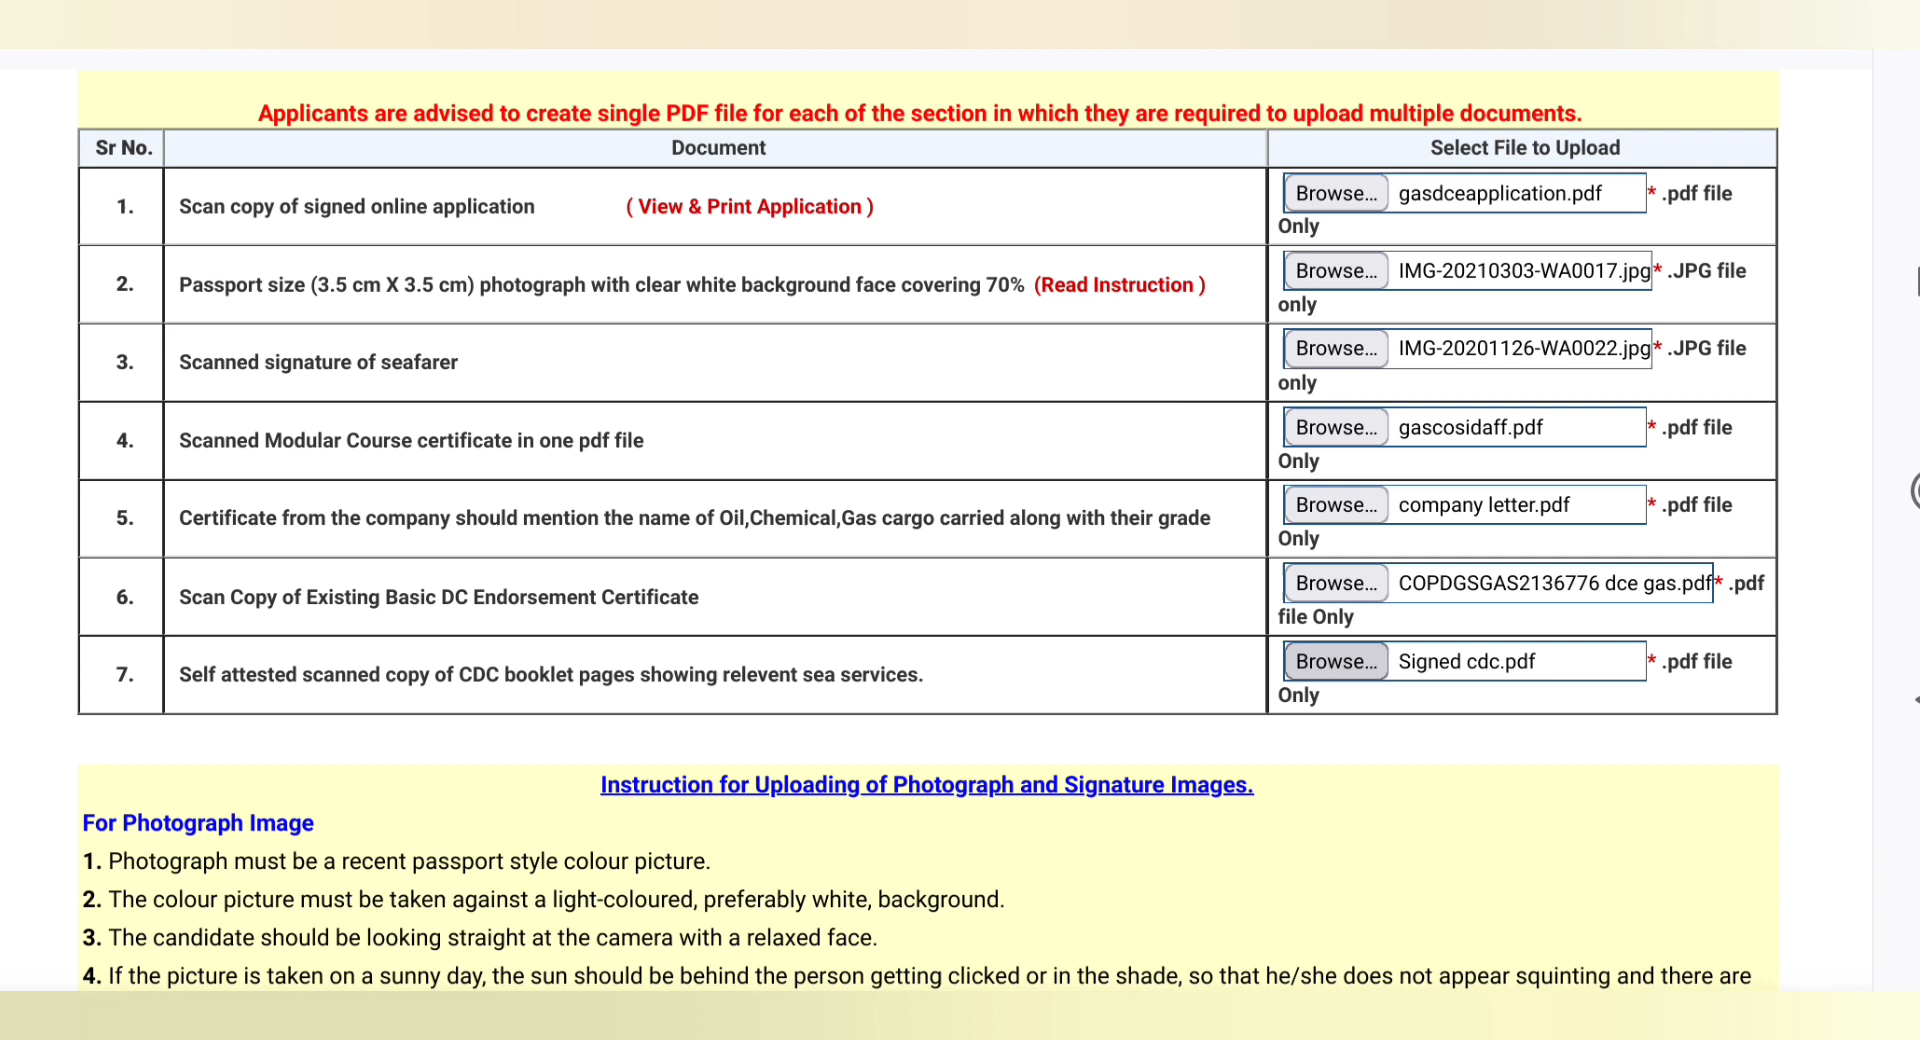 Applicants are advised to create single PDF file for each of the section in which they are required to upload multiple documents.
Sr No. Document Select File to Upload
1. Scan copy of signed online application ( View & Print Application ) Browse... gasdceapplication.pdf * .pdf file
Only
2. Passport size (3.5 cm X 3.5 cm) photograph with clear white background face covering 70% (Read Instruction ) Browse... IMG-20210303-WA0017.jpg* .JPG file
only
3. Scanned signature of seafarer Browse... IMG-20201126-WA0022.jpg* .JPG file
only
4. Scanned Modular Course certificate in one pdf file Browse... gascosidaff.pdf * .pdf file
Only
5. Certificate from the company should mention the name of Oil,Chemical,Gas cargo carried along with their grade Browse... company letter.pdf * .pdf file
Only
6. Scan Copy of Existing Basic DC Endorsement Certificate Browse... COPDGSGAS2136776 dce gas.pdf* .pdf
file Only
7. Self attested scanned copy of CDC booklet pages showing relevent sea services. Browse... Signed cdc.pdf * .pdf file
Only
Instruction for Uploading of Photograph and Signature Images.
For Photograph Image
1. Photograph must be a recent passport style colour picture.
2. The colour picture must be taken against a light-coloured, preferably white, background.
3. The candidate should be looking straight at the camera with a relaxed face.
4. If the picture is taken on a sunny day, the sun should be behind the person getting clicked or in the shade, so that he/she does not appear squinting and there are